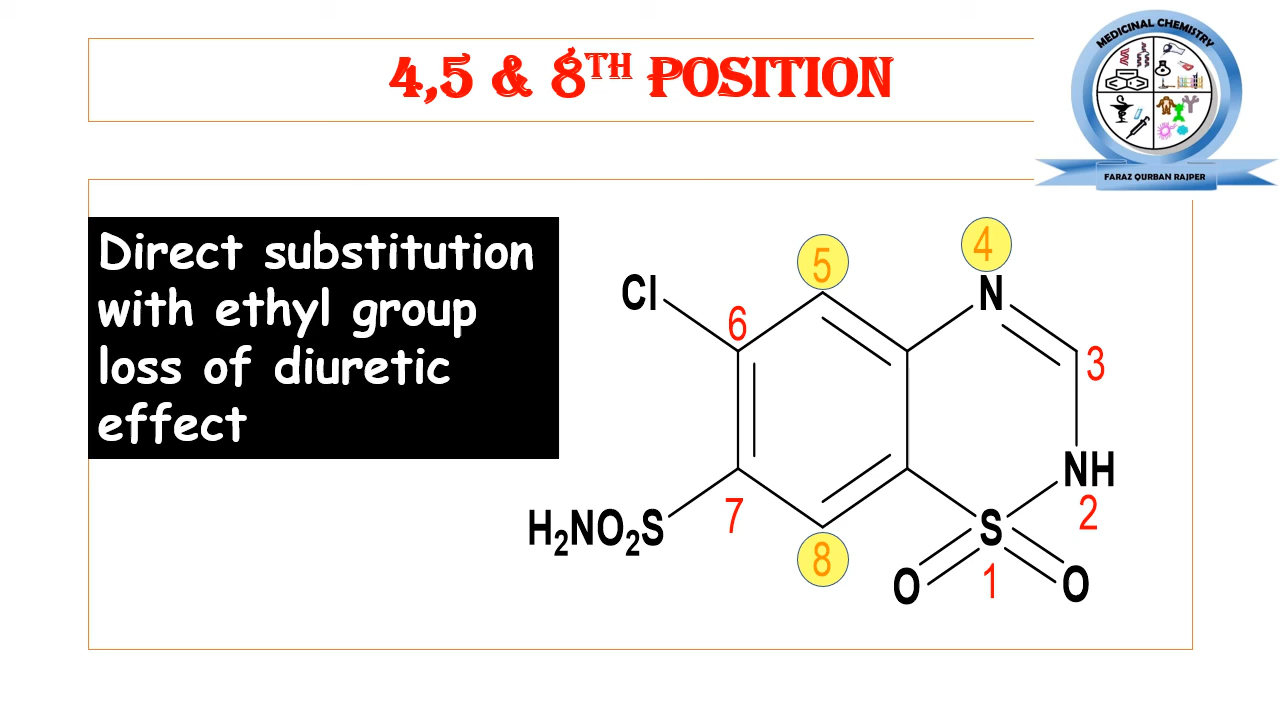 4,5 & 8TH POSITION
MEDICINAL CHEMISTRY
FARAZ QURBAN RAJPER
Direct substitution
with ethyl group
loss of diuretic
effect
4
5
Cl
N
6
3
NH
7
2
H2NO2S
S
8
1
O
O